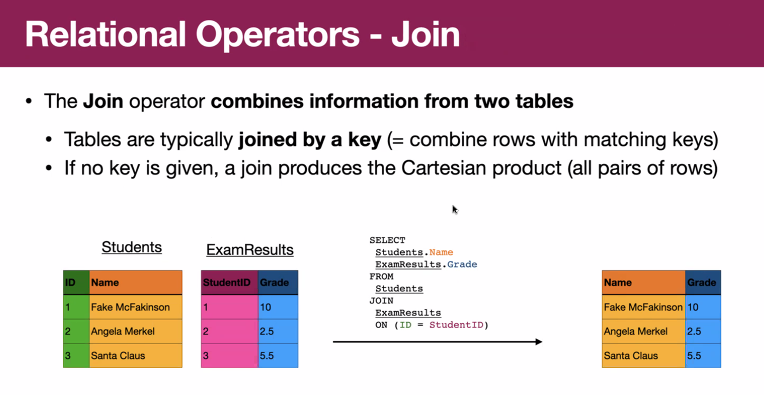 Relational Operators - Join
• The Join operator combines information from two tables
• Tables are typically joined by a key (= combine rows with matching keys)
• If no key is given, a join produces the Cartesian product (all pairs of rows)
Students
ID Name
1 Fake McFakinson
2 Angela Merkel
3 Santa Claus
ExamResults
StudentID Grade
1 10
2 2.5
3 5.5
SELECT
Students.Name
ExamResults.Grade
FROM
Students
JOIN
ExamResults
ON (ID = StudentID)
Name Grade
Fake McFakinson 10
Angela Merkel 2.5
Santa Claus 5.5